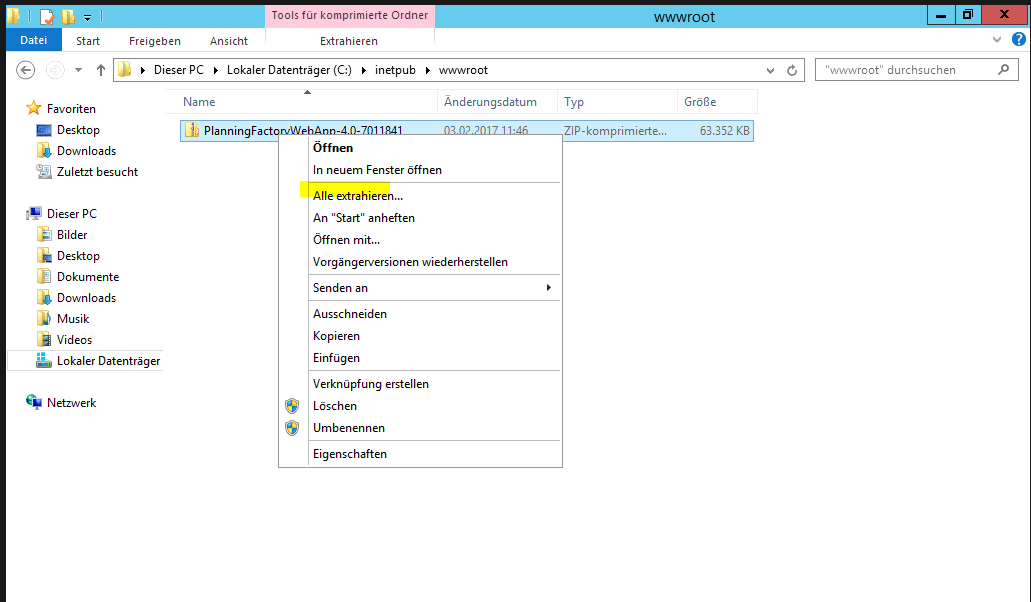 Tools für komprimierte Ordner
wwwroot
Datei
Start
Freigeben
Ansicht
Extrahieren
Dieser PC
Lokaler Datenträger (C:)
inetpub
wwwroot
"wwwroot" durchsuchen
Name
Änderungsdatum
Typ
Größe
PlanningFactoryWebApp-4.0-7011841
03.02.2017 11:46
ZIP-komprimierte...
63.352 KB
Favoriten
Desktop
Downloads
Zuletzt besucht
Dieser PC
Bilder
Desktop
Dokumente
Downloads
Musik
Videos
Lokaler Datenträger
Netzwerk
Öffnen
In neuem Fenster öffnen
Alle extrahieren...
An "Start" anheften
Öffnen mit...
Vorgängerversionen wiederherstellen
Senden an
Ausschneiden
Kopieren
Einfügen
Verknüpfung erstellen
Löschen
Umbenennen
Eigenschaften